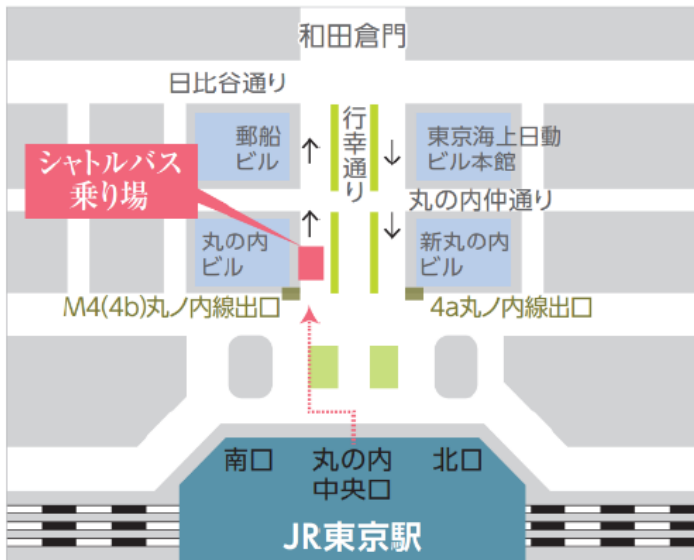 和田倉門
日比谷通り
郵船
ビル
行幸通り
東京海上日動
ビル本館
シャトルバス
乗り場
丸の内仲通り
丸の内
ビル
新丸の内
ビル
M4(4b)丸ノ内線出口
4a丸ノ内線出口
南口
丸の内
中央口
北口
JR東京駅